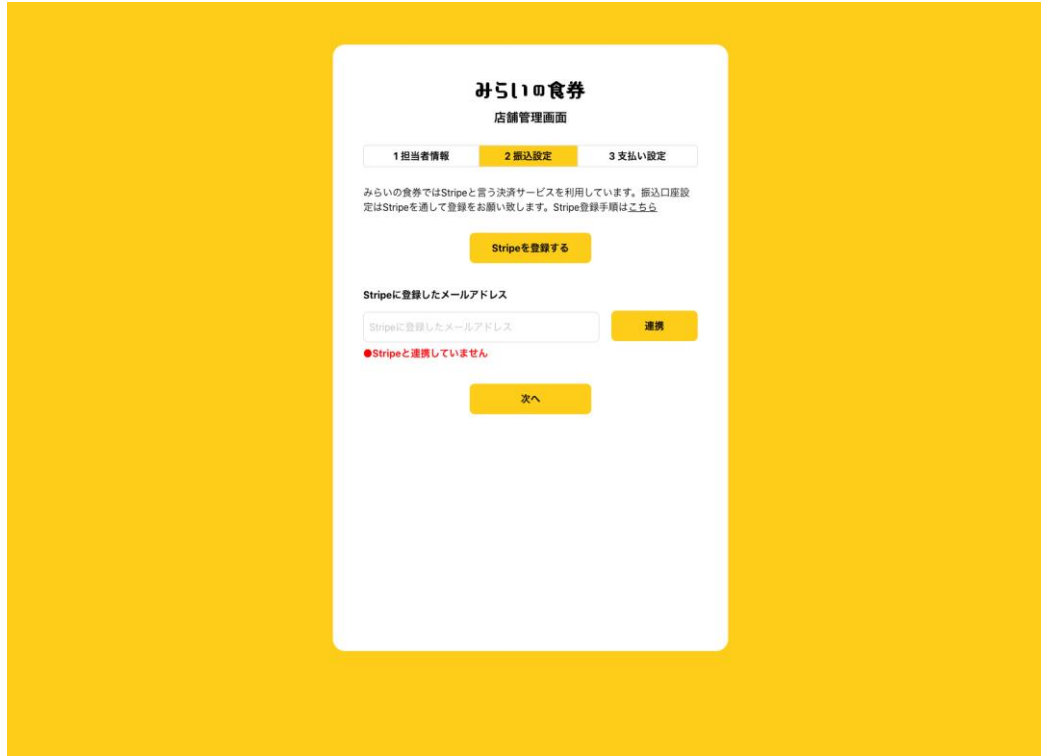 みらいの食券
店舗管理画面
1 担当者情報
2 振込設定
3 支払い設定
みらいの食券ではStripeと言う決済サービスを利用しています。振込口座設
定はStripeを通して登録をお願い致します。Stripe登録手順はこちら
Stripeを登録する
Stripeに登録したメールアドレス
Stripeに登録したメールアドレス
連携
●Stripeと連携していません
次へ